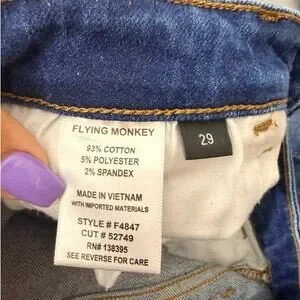 FLYING MONKEY
93% COTTON
5% POLYESTER
2% SPANDEX
MADE IN VIETNAM
WITH IMPORTED MATERIALS
STYLE # F4847
CUT # 52749
RN# 138395
SEE REVERSE FOR CARE
29